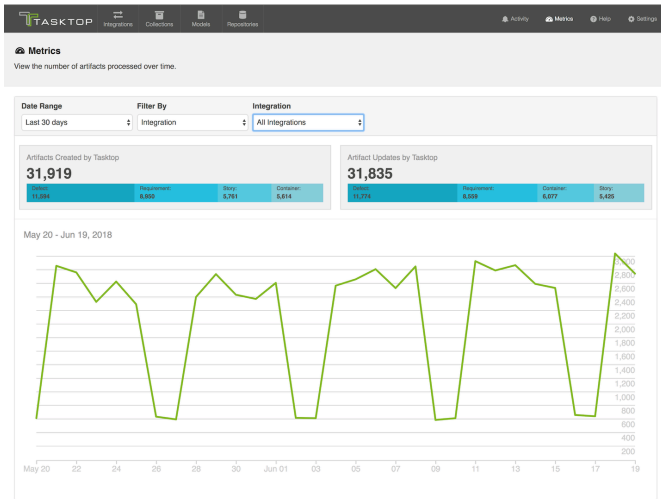 TASKTOP
Integrations
Collections
Models
Repositories
Activity
Metrics
Help
Settings
Metrics
View the number of artifacts processed over time.
Date Range
Filter By
Integration
Last 30 days
Integration
All Integrations
Artifacts Created by Tasktop
31,919
Defect: Requirement: Story: Container:
8,950 5,761 5,614
Artifact Updates by Tasktop
31,835
Defect: Requirement: Container: Story:
11,774 8,559 6,077 5,425
May 20 - Jun 19, 2018
3,000
2,800
2,600
2,400
2,200
2,000
1,800
1,600
1,400
1,200
1,000
800
600
400
200
May 20 22 24 26 28 30 Jun 01 03 05 07 09 11 13 15 17 19